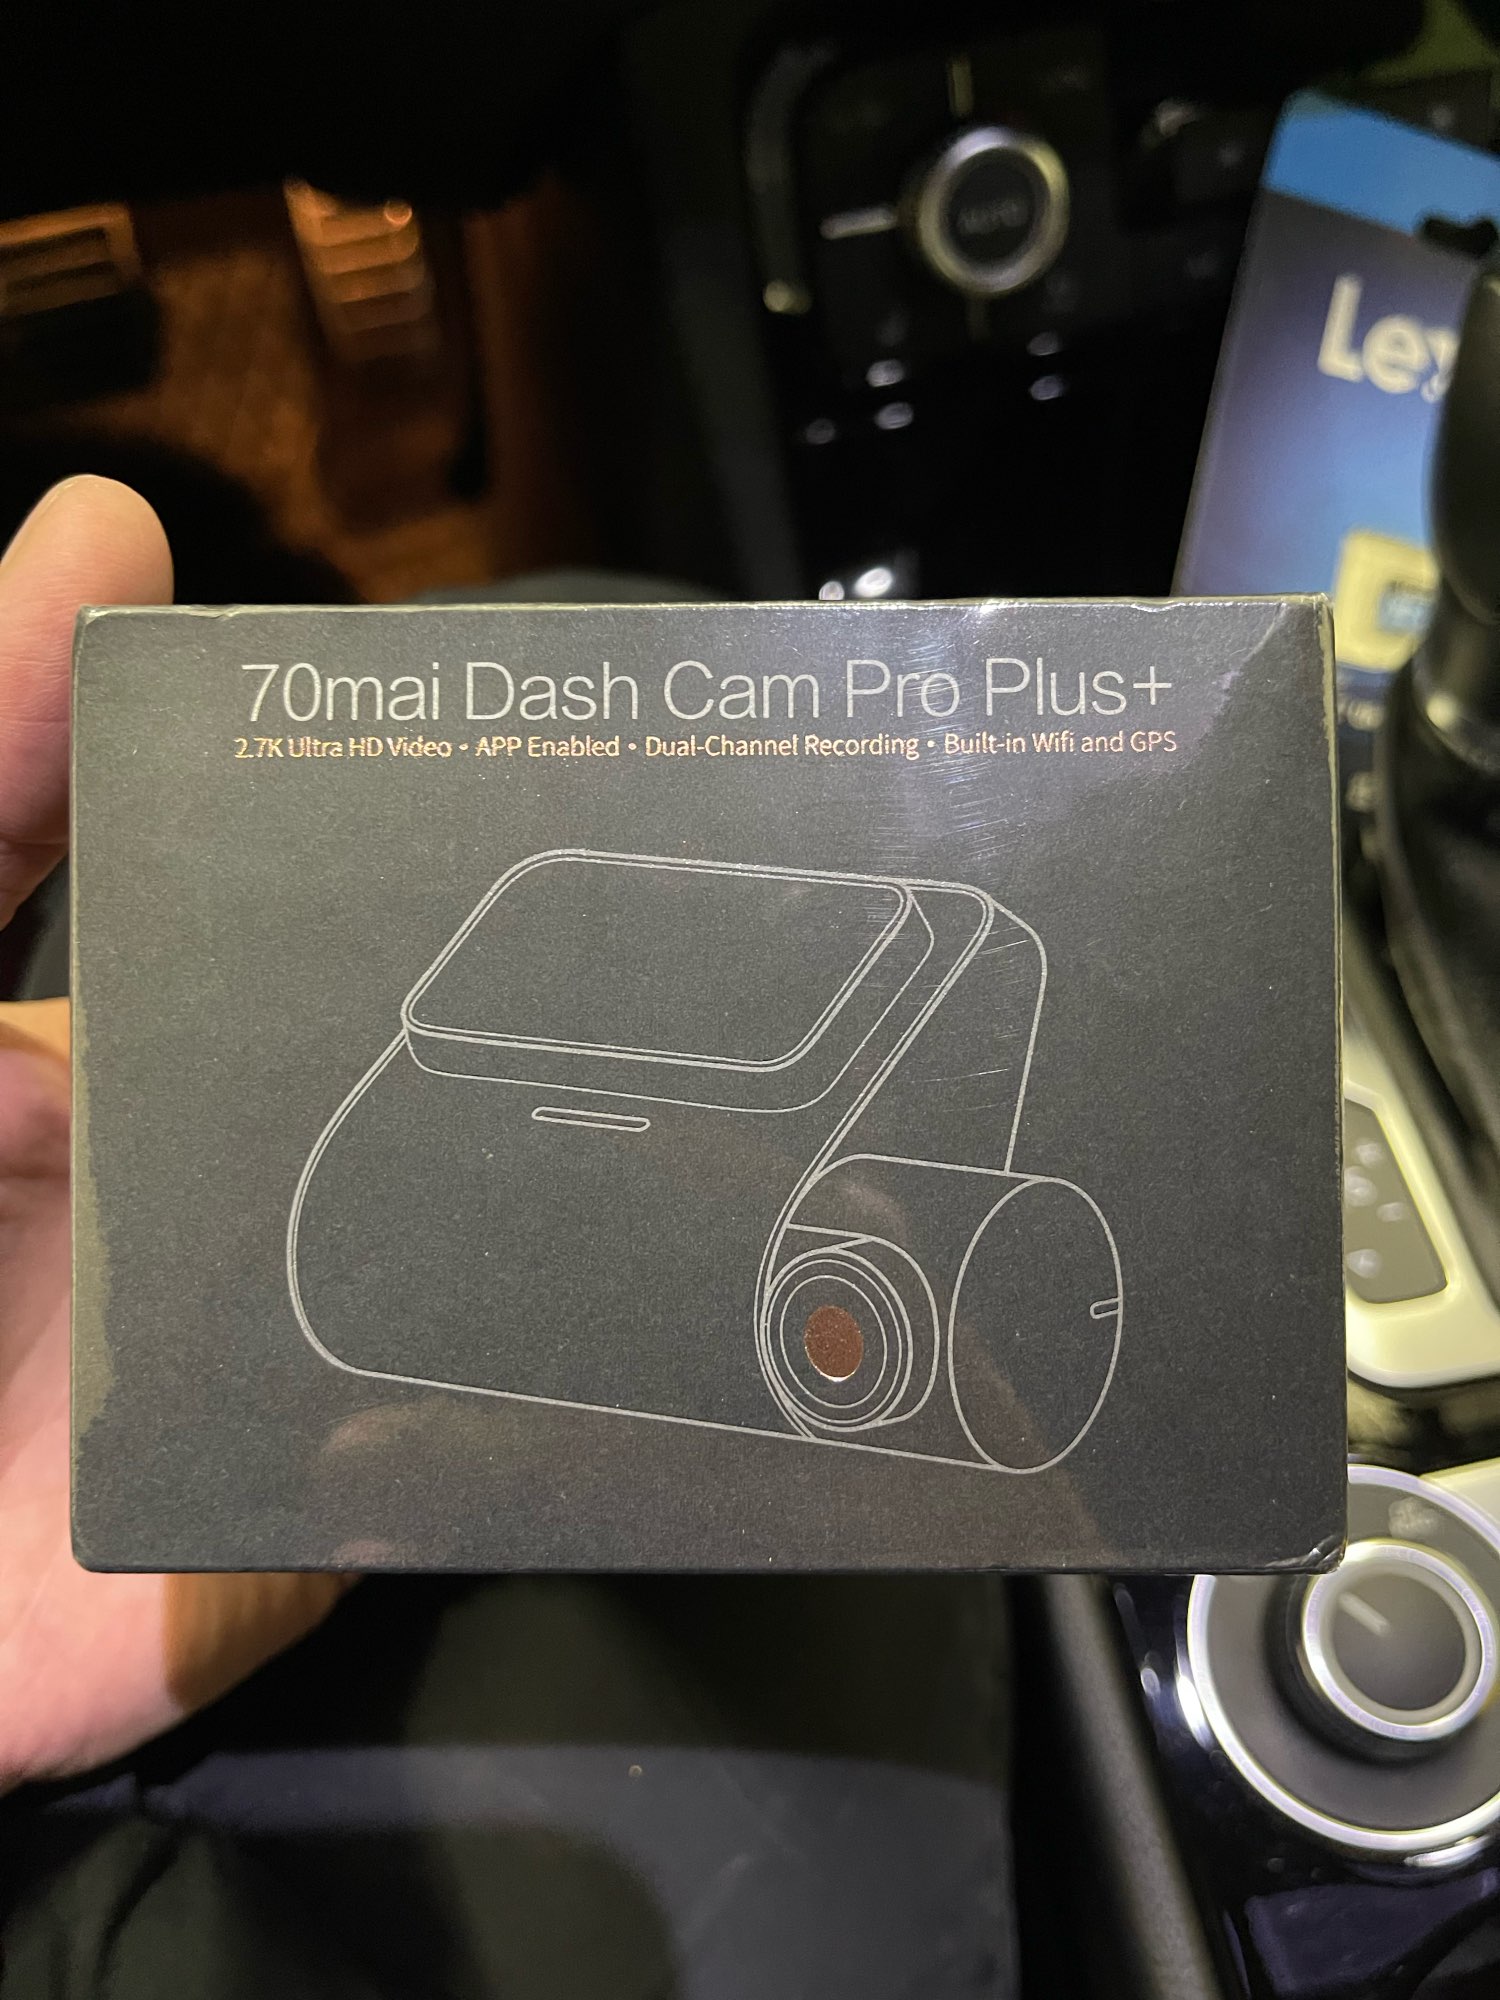 70mai Dash Cam Pro Plus+
2.7K Ultra HD Video • APP Enabled • Dual-Channel Recording • Built-in Wifi and GPS
AUTO